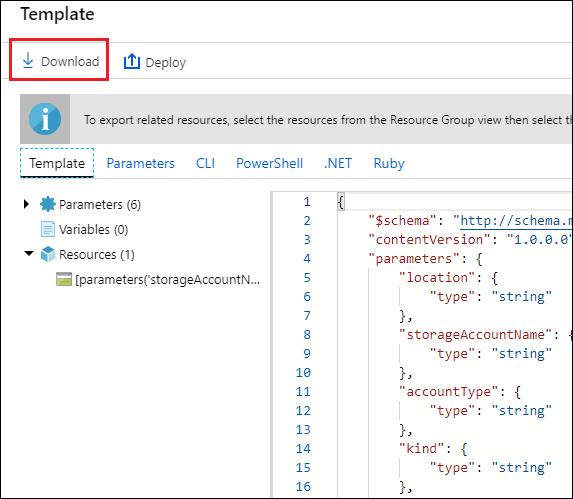 Template
Download
Deploy
To export related resources, select the resources from the Resource Group view then select th
Template Parameters CLI PowerShell .NET Ruby
Parameters (6)
Variables (0)
Resources (1)
[parameters('storageAccountN...
1 {
2 "$schema": "http://schema.m
3 "contentVersion": "1.0.0.0"
4 "parameters": {
5 "location": {
6 "type": "string"
7 },
8 "storageAccountName": {
9 "type": "string"
10 },
11 "accountType": {
12 "type": "string"
13 },
14 "kind": {
15 "type": "string"
16 },